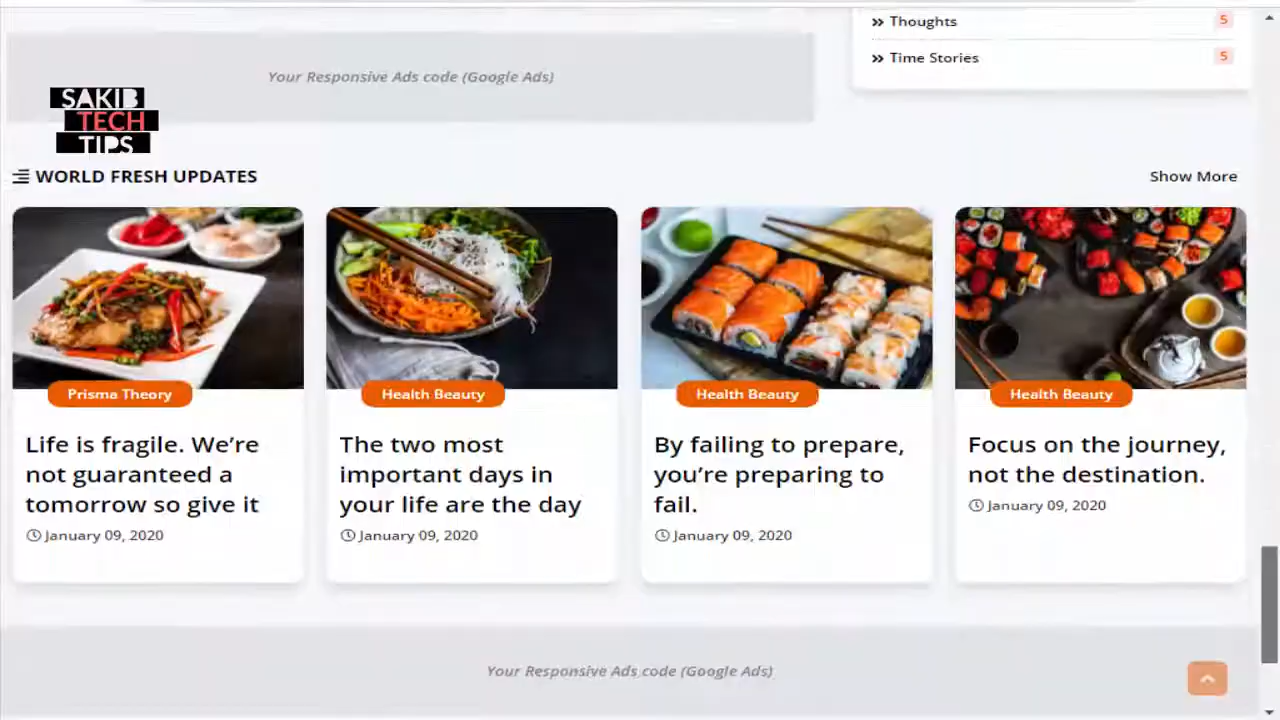 Thoughts
5
Time Stories
5
Your Responsive Ads code (Google Ads)
SAKIB
TECH
TIPS
WORLD FRESH UPDATES
Show More
Prisma Theory
Life is fragile. We’re
not guaranteed a
tomorrow so give it
January 09, 2020
Health Beauty
The two most
important days in
your life are the day
January 09, 2020
Health Beauty
By failing to prepare,
you’re preparing to
fail.
January 09, 2020
Health Beauty
Focus on the journey,
not the destination.
January 09, 2020
Your Responsive Ads code (Google Ads)